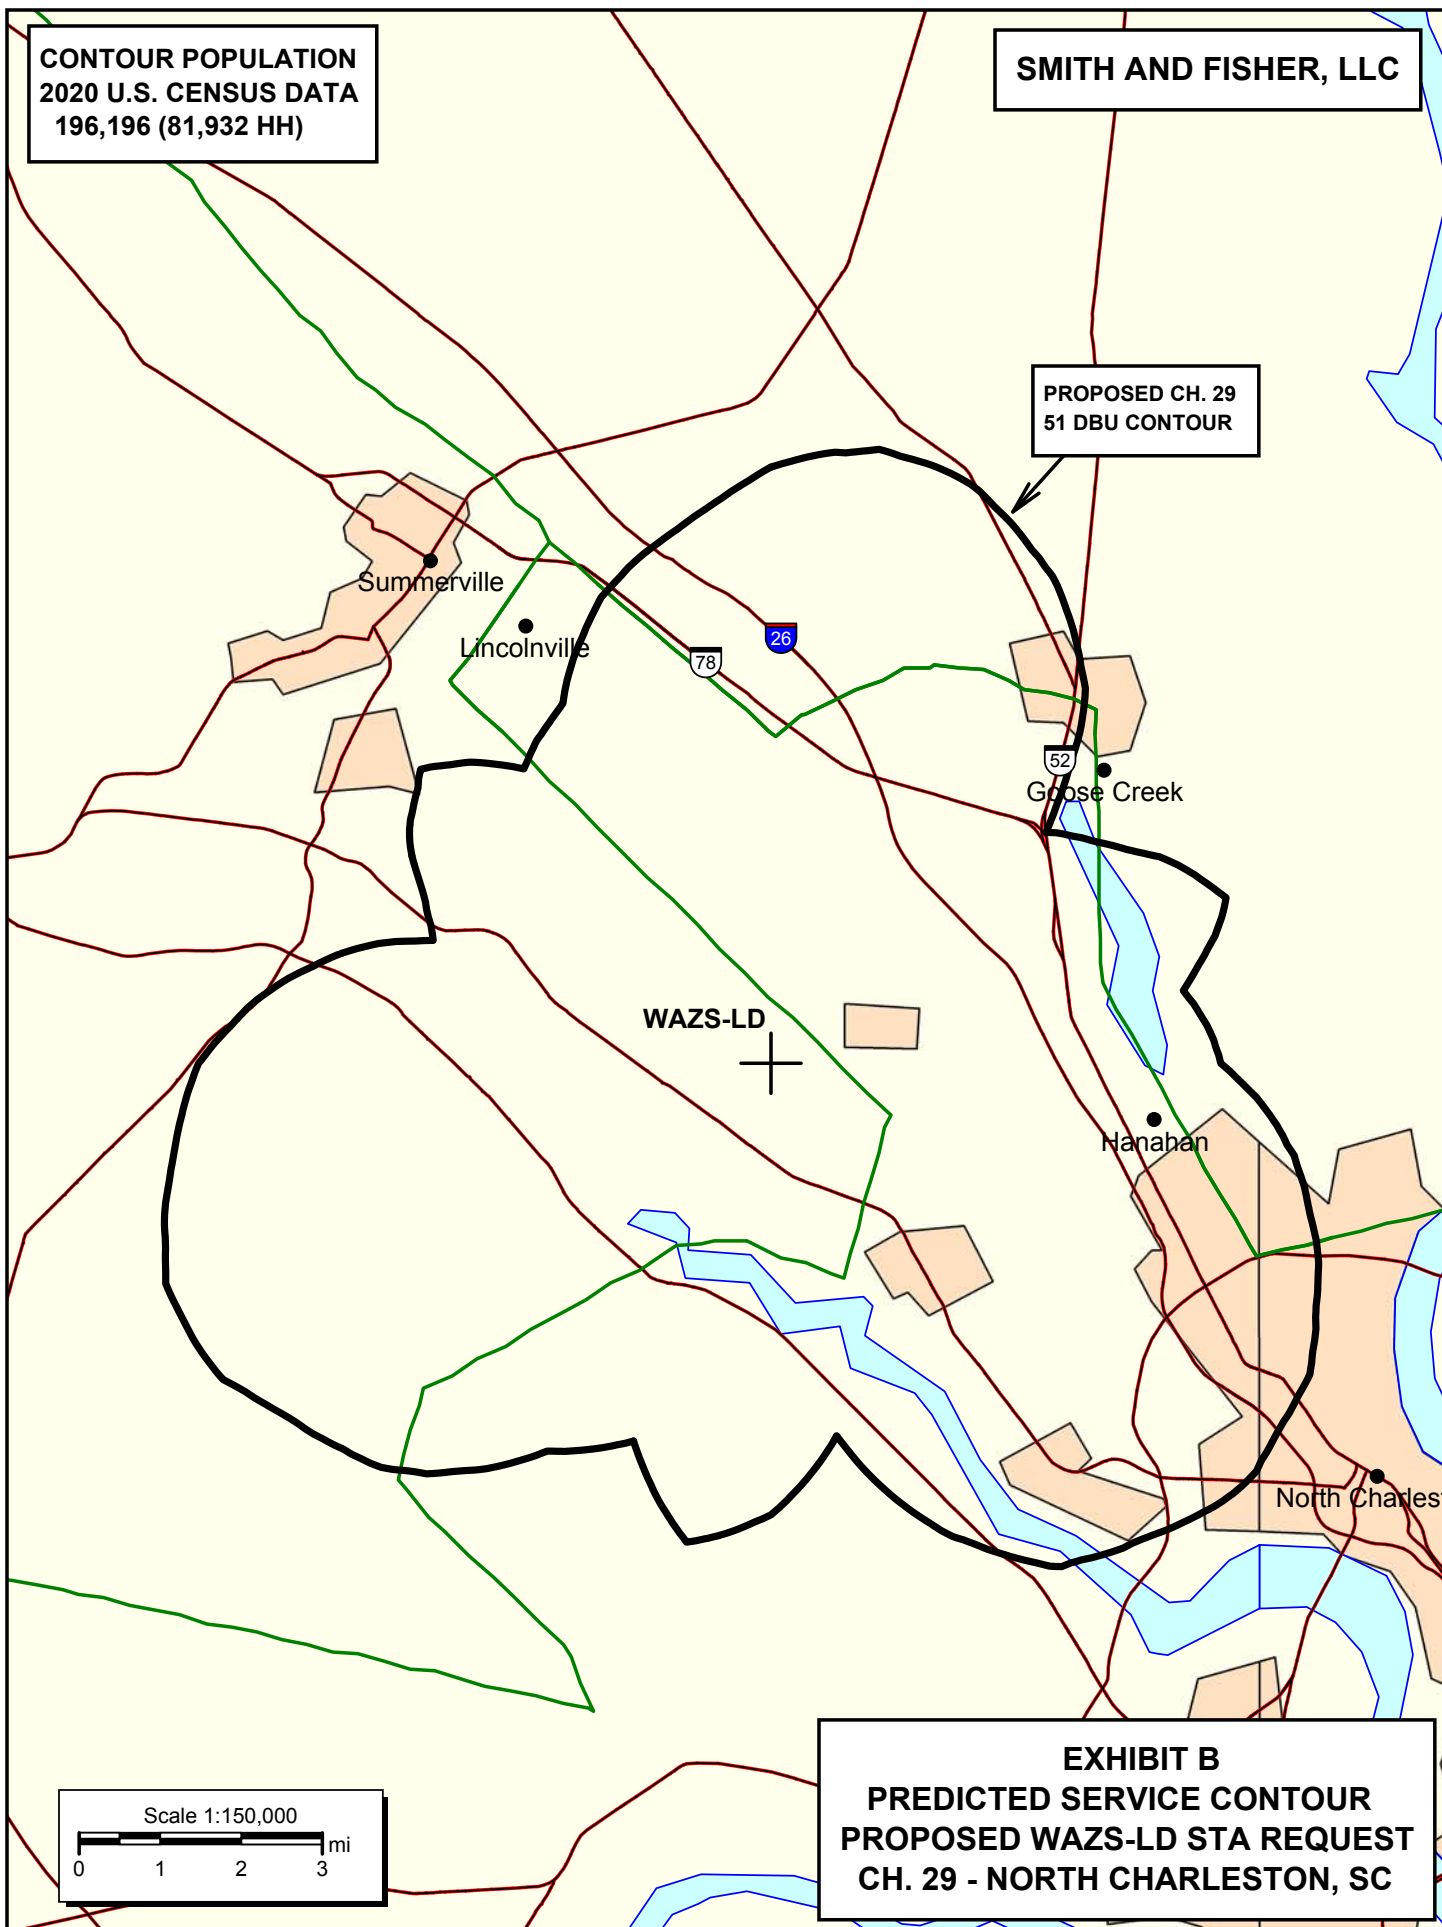 CONTOUR POPULATION
2020 U.S. CENSUS DATA
196,196 (81,932 HH)
SMITH AND FISHER, LLC
PROPOSED CH. 29
51 DBU CONTOUR
Summerville
Lincolnville
26
78
52
Goose Creek
WAZS-LD
Hanahan
North Charlest
EXHIBIT B
PREDICTED SERVICE CONTOUR
PROPOSED WAZS-LD STA REQUEST
CH. 29 - NORTH CHARLESTON, SC
Scale 1:150,000
mi
0 1 2 3